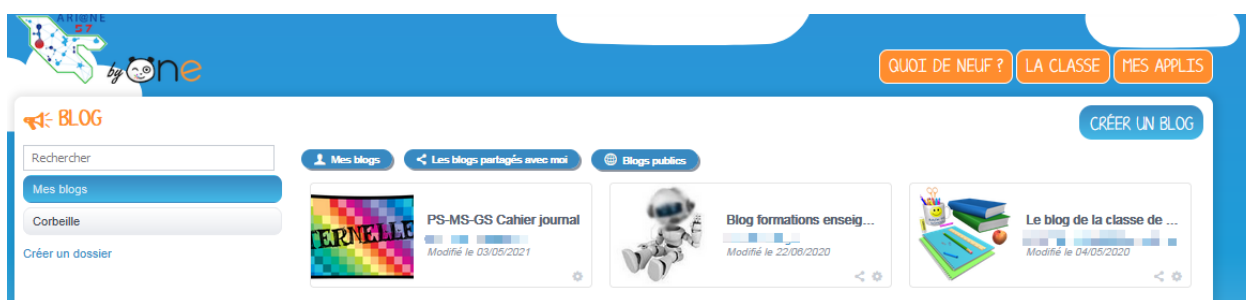 ARI@NE
57
by One
QUOI DE NEUF ?
LA CLASSE
MES APPLIS
BLOG
CRÉER UN BLOG
Rechercher
Mes blogs
Les blogs partagés avec moi
Blogs publics
Mes blogs
Corbeille
Créer un dossier
TERNELLE
PS-MS-GS Cahier journal
Modifié le 03/05/2021
Blog formations enseig...
Modifié le 22/06/2020
Le blog de la classe de ...
Modifié le 04/05/2020